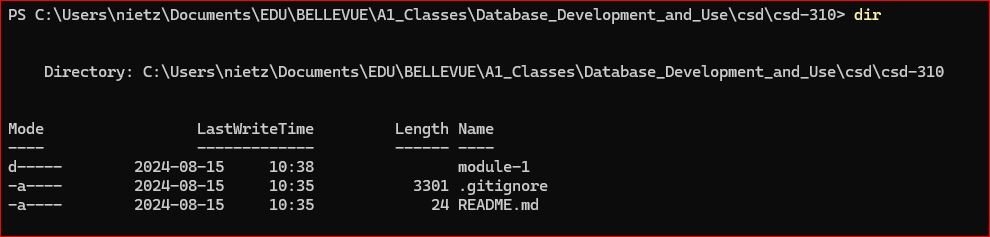 PS C:\Users\nietz\Documents\EDU\BELLEVUE\A1_Classes\Database_Development_and_Use\csd\csd-310> dir
Directory: C:\Users\nietz\Documents\EDU\BELLEVUE\A1_Classes\Database_Development_and_Use\csd\csd-310
Mode LastWriteTime Length Name
---- ------------- ------ ----
d----- 2024-08-15 10:38 module-1
-a---- 2024-08-15 10:35 3301 .gitignore
-a---- 2024-08-15 10:35 24 README.md